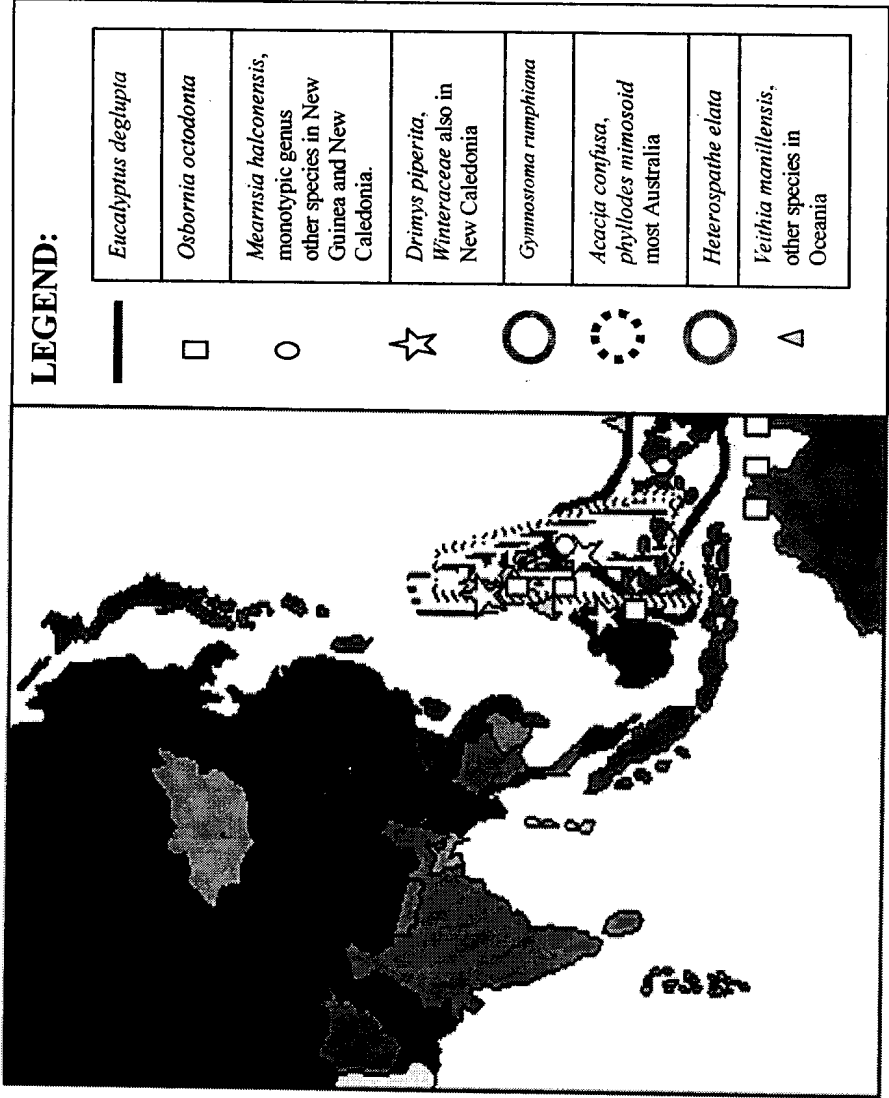 LEGEND:
Eucalyptus deglupta
Osbornia octodonta
Mearnsia halconensis,
monotypic genus
other species in New
Guinea and New
Caledonia.
Drimys piperita,
Winteraceae also in
New Caledonia
Gymnostoma rumphiana
Acacia confusa,
phyllodes mimosoid
most Australia
Heterospathe elata
Veithia manillensis,
other species in
Oceania